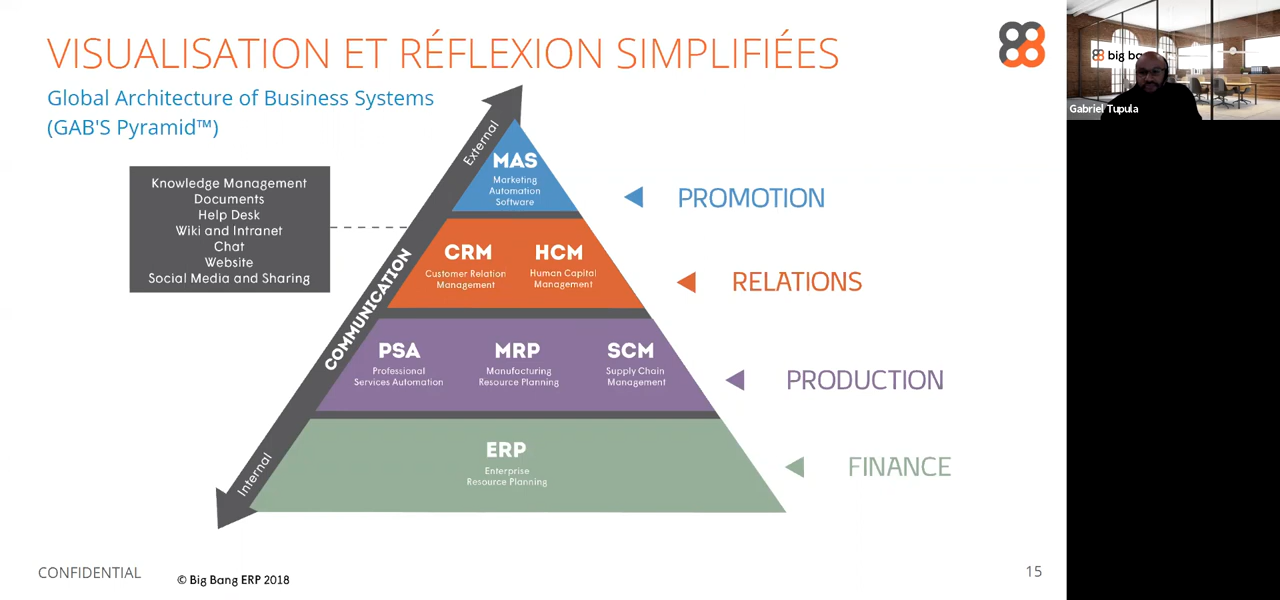 VISUALISATION ET RÉFLEXION SIMPLIFIÉES
Global Architecture of Business Systems
(GAB'S Pyramid™)
Knowledge Management
Documents
Help Desk
Wiki and Intranet
Chat
Website
Social Media and Sharing
External
COMMUNICATION
Internal
MAS
Marketing
Automation
Software
PROMOTION
CRM
Customer Relation
Management
HCM
Human Capital
Management
RELATIONS
PSA
Professional
Services Automation
MRP
Manufacturing
Resource Planning
SCM
Supply Chain
Management
PRODUCTION
ERP
Enterprise
Resource Planning
FINANCE
CONFIDENTIAL
© Big Bang ERP 2018
15
big ba
Gabriel Tupula